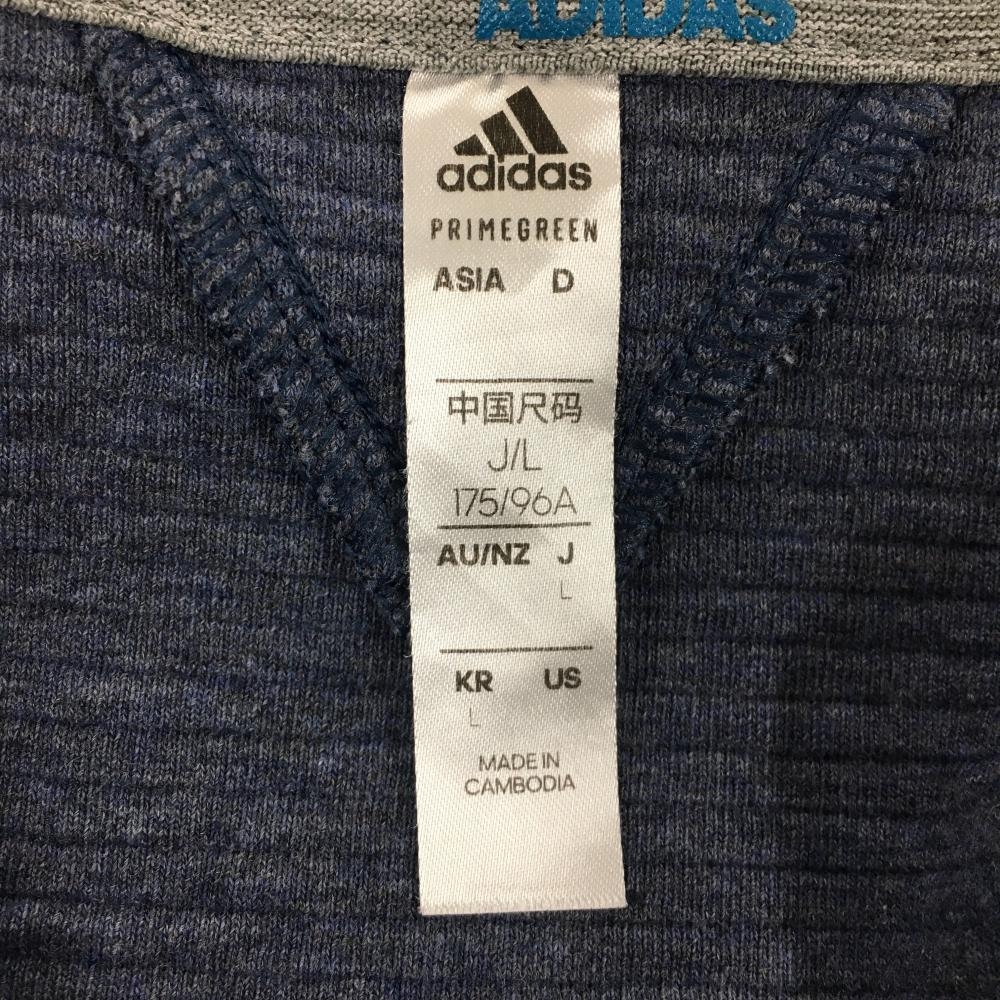 ADIDAS
adidas
PRIMEGREEN
ASIA D
中国尺码
J/L
175/96A
AU/NZ J
L
KR US
L
MADE IN
CAMBODIA